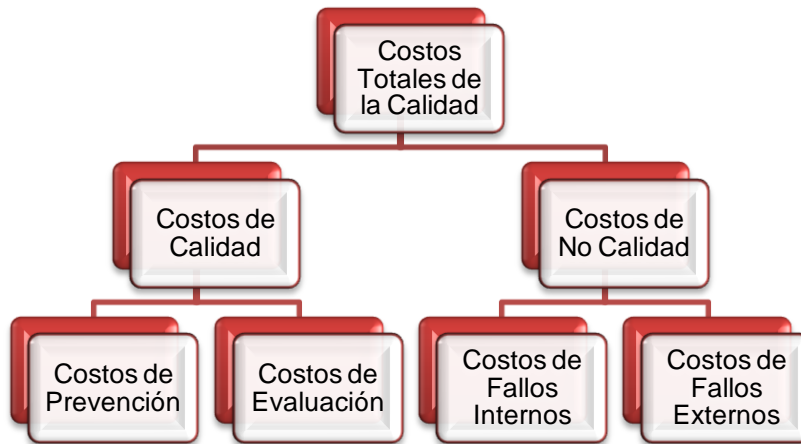 Costos
Totales de
la Calidad
Costos de
Calidad
Costos de
No Calidad
Costos de
Prevención
Costos de
Evaluación
Costos de
Fallos
Internos
Costos de
Fallos
Externos